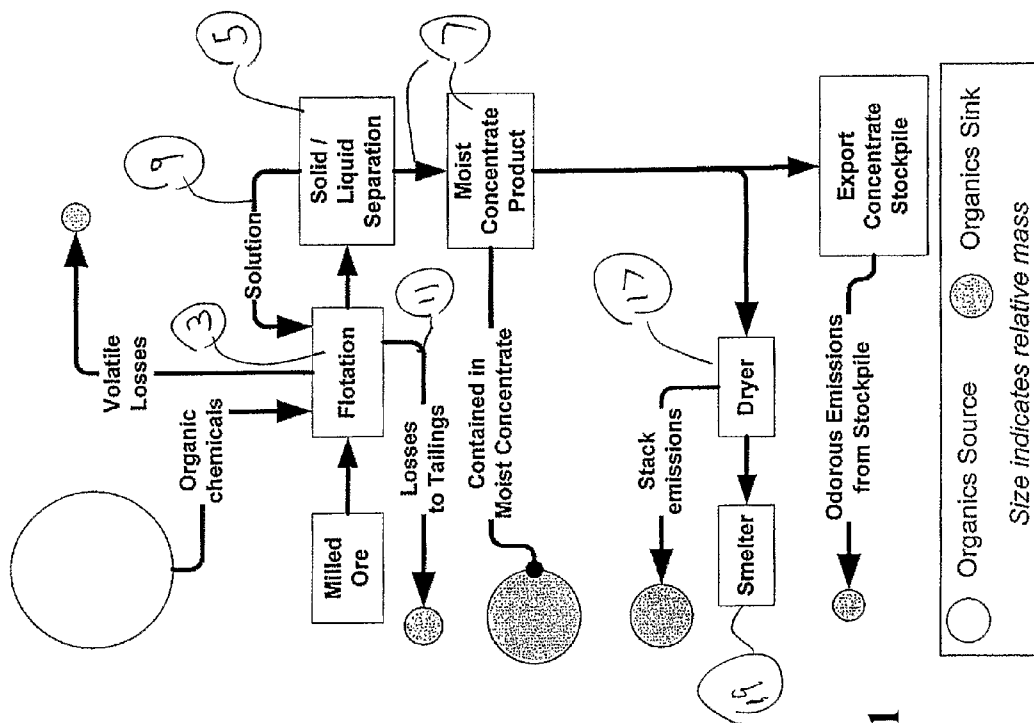 Organic
chemicals
Volatile
Losses
Solution
9
5
3
Milled
Ore
Flotation
Solid /
Liquid
Separation
Losses
to Tailings
11
7
Contained in
Moist Concentrate
Moist
Concentrate
Product
Stack
emissions
17
Smelter
Dryer
19
Odorous Emissions
from Stockpile
Export
Concentrate
Stockpile
Organics Source
Organics Sink
Size indicates relative mass
1